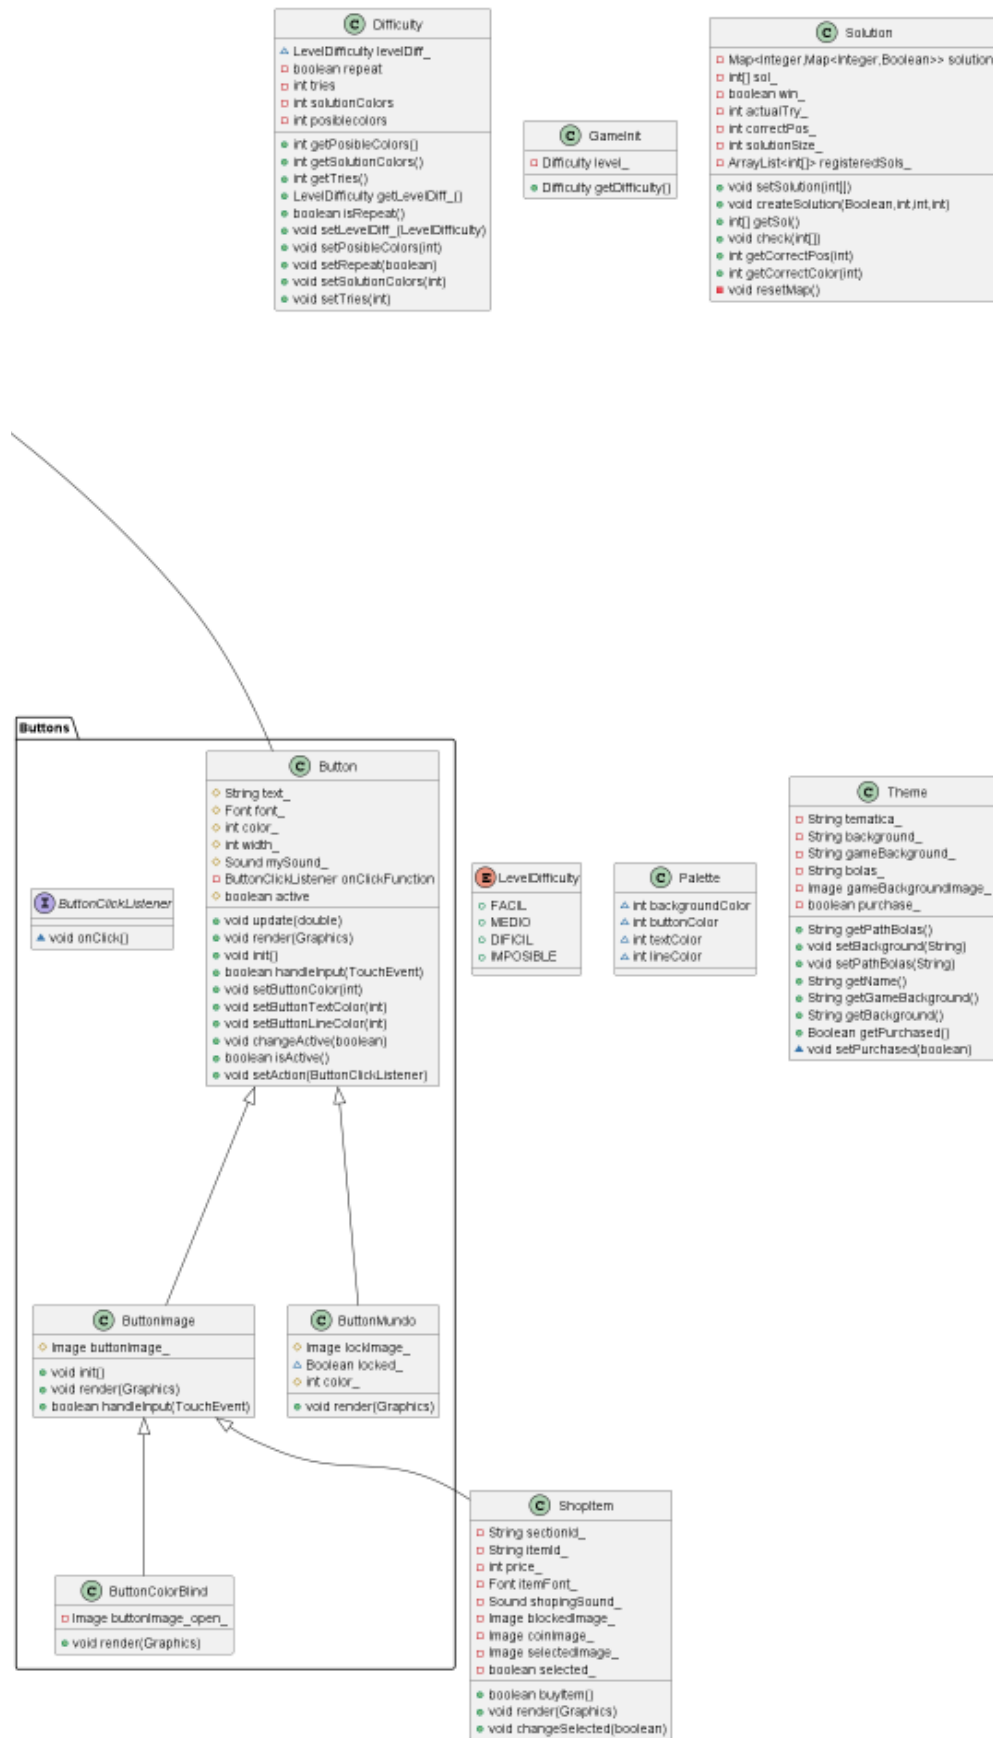 C Difficulty
LevelDifficulty levelDiff_
boolean repeat
int tries
int solutionColors
int posiblecolors
int getPosibleColors()
int getSolutionColors()
int getTries()
LevelDifficulty getLevelDiff_()
boolean isRepeat()
void setLevelDiff_(LevelDifficulty)
void setPosibleColors(int)
void setRepeat(boolean)
void setSolutionColors(int)
void setTries(int)
C GameInit
Difficulty level_
Difficulty getDifficulty()
C Solution
Map<Integer,Map<Integer,Boolean>> solution
int[] sol_
boolean win_
int actualTry_
int correctPos_
int solutionSize_
ArrayList<int[]> registeredSols_
void setSolution(int[])
void createSolution(Boolean,int,int,int)
int[] getSol()
void check(int[])
int getCorrectPos(int)
int getCorrectColor(int)
void resetMap()
Buttons
C Button
String text_
Font font_
int color_
int width_
Sound mySound_
ButtonClickListener onClickFunction
boolean active
void update(double)
void render(Graphics)
void init()
boolean handleInput(TouchEvent)
void setButtonColor(int)
void setButtonTextColor(int)
void setButtonLineColor(int)
void changeActive(boolean)
boolean isActive()
void setAction(ButtonClickListener)
I ButtonClickListener
void onClick()
E LevelDifficulty
FACIL
MEDIO
DIFICIL
IMPOSIBLE
C Palette
int backgroundColor
int buttonColor
int textColor
int lineColor
C Theme
String tematica_
String background_
String gameBackground_
String bolas_
Image gameBackgroundImage_
boolean purchase_
String getPathBolas()
void setBackground(String)
void setPathBolas(String)
String getName()
String getGameBackground()
String getBackground()
Boolean getPurchased()
void setPurchased(boolean)
C ButtonImage
Image buttonImage_
void init()
void render(Graphics)
boolean handleInput(TouchEvent)
C ButtonMundo
Image lockImage_
Boolean locked_
int color_
void render(Graphics)
C ButtonColorBlind
Image buttonImage_open_
void render(Graphics)
C ShopItem
String sectionId_
String itemId_
int price_
Font itemFont_
Sound shopingSound_
Image blockedImage_
Image coinImage_
Image selectedImage_
boolean selected_
boolean buyItem()
void render(Graphics)
void changeSelected(boolean)